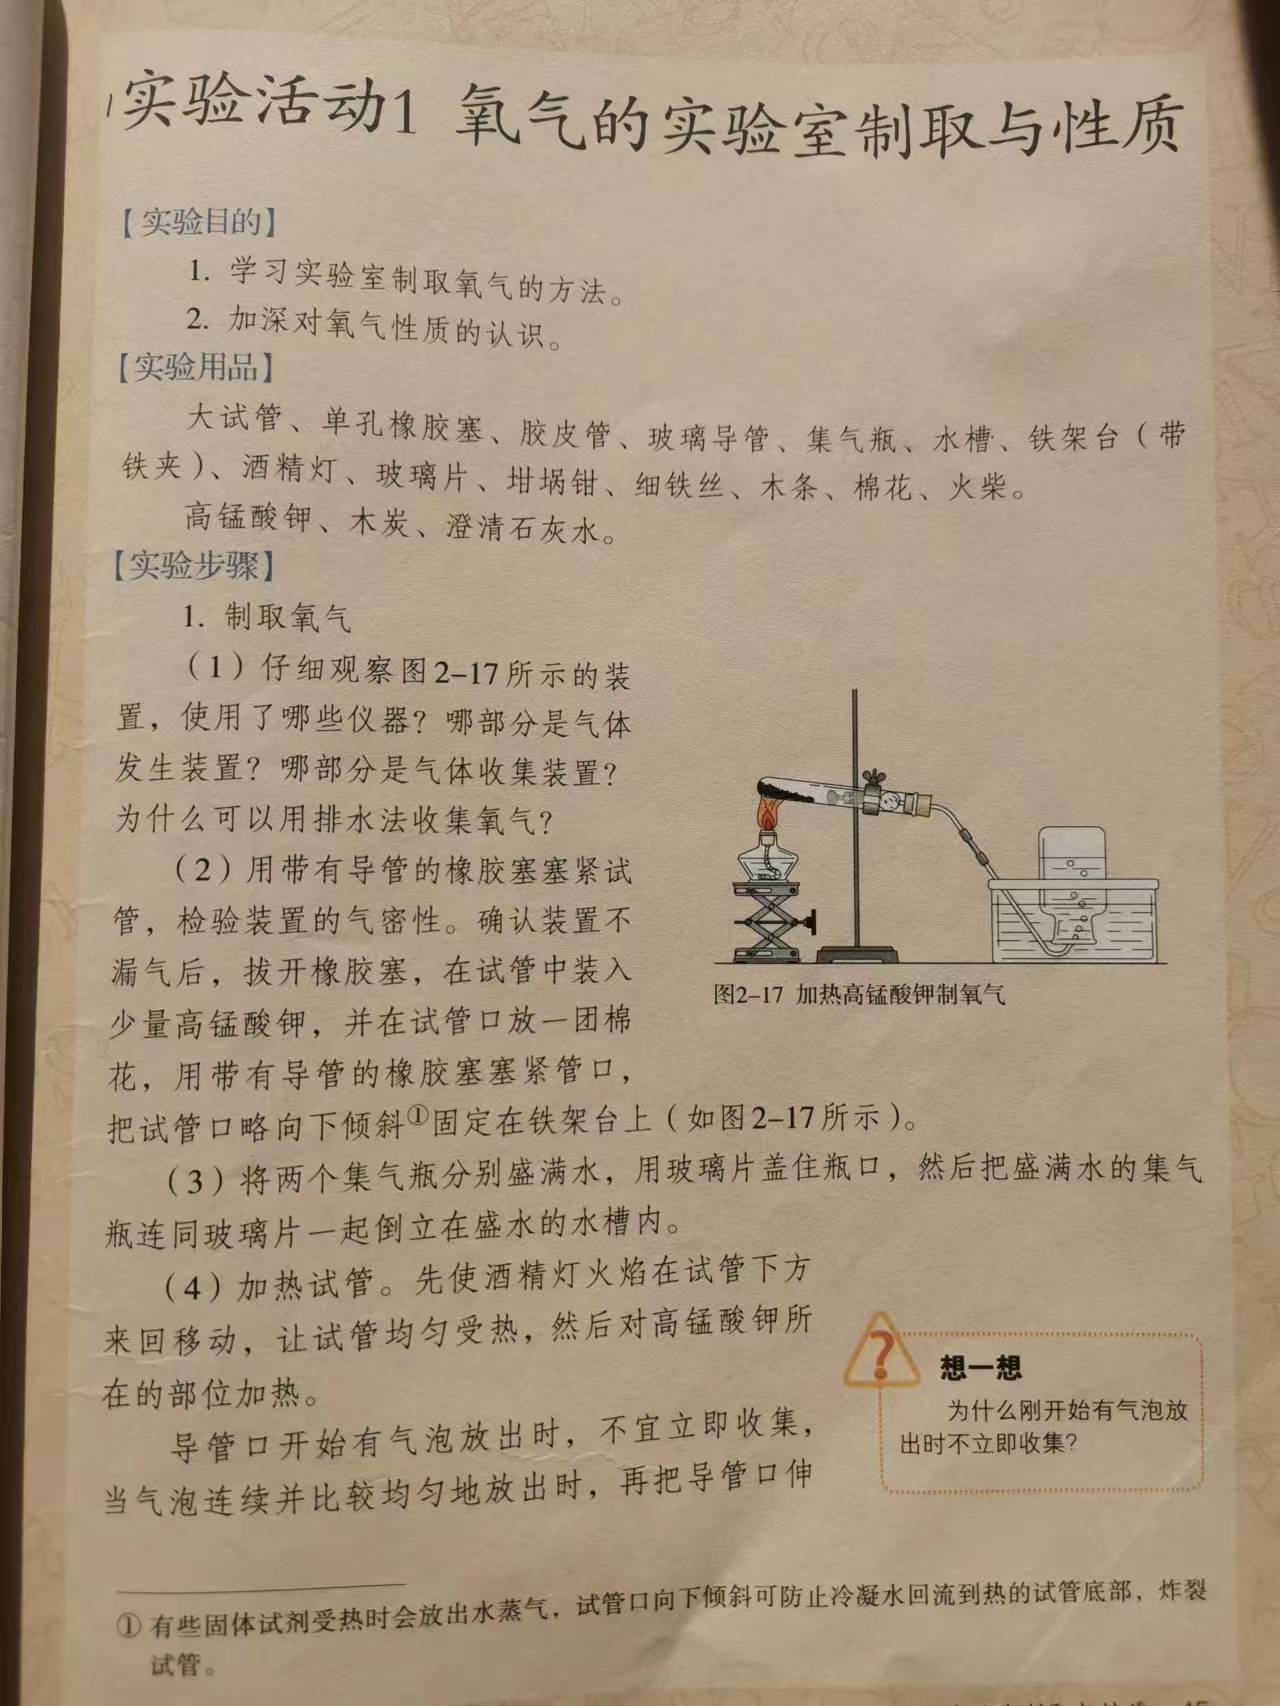 实验活动1 氧气的实验室制取与性质
【实验目的】
1. 学习实验室制取氧气的方法。
2. 加深对氧气性质的认识。
【实验用品】
大试管、单孔橡胶塞、胶皮管、玻璃导管、集气瓶、水槽、铁架台（带
铁夹）、酒精灯、玻璃片、坩埚钳、细铁丝、木条、棉花、火柴。
高锰酸钾、木炭、澄清石灰水。
【实验步骤】
1. 制取氧气
（1）仔细观察图2-17所示的装
置，使用了哪些仪器？哪部分是气体
发生装置？哪部分是气体收集装置？
为什么可以用排水法收集氧气？
（2）用带有导管的橡胶塞塞紧试
管，检验装置的气密性。确认装置不
漏气后，拔开橡胶塞，在试管中装入
少量高锰酸钾，并在试管口放一团棉
花，用带有导管的橡胶塞塞紧管口，
把试管口略向下倾斜①固定在铁架台上（如图2-17所示）。
图2-17 加热高锰酸钾制氧气
（3）将两个集气瓶分别盛满水，用玻璃片盖住瓶口，然后把盛满水的集气
瓶连同玻璃片一起倒立在盛水的水槽内。
（4）加热试管。先使酒精灯火焰在试管下方
来回移动，让试管均匀受热，然后对高锰酸钾所
在的部位加热。
导管口开始有气泡放出时，不宜立即收集，
当气泡连续并比较均匀地放出时，再把导管口伸
?
想一想
为什么刚开始有气泡放
出时不立即收集？
① 有些固体试剂受热时会放出水蒸气，试管口向下倾斜可防止冷凝水回流到热的试管底部，炸裂
试管。